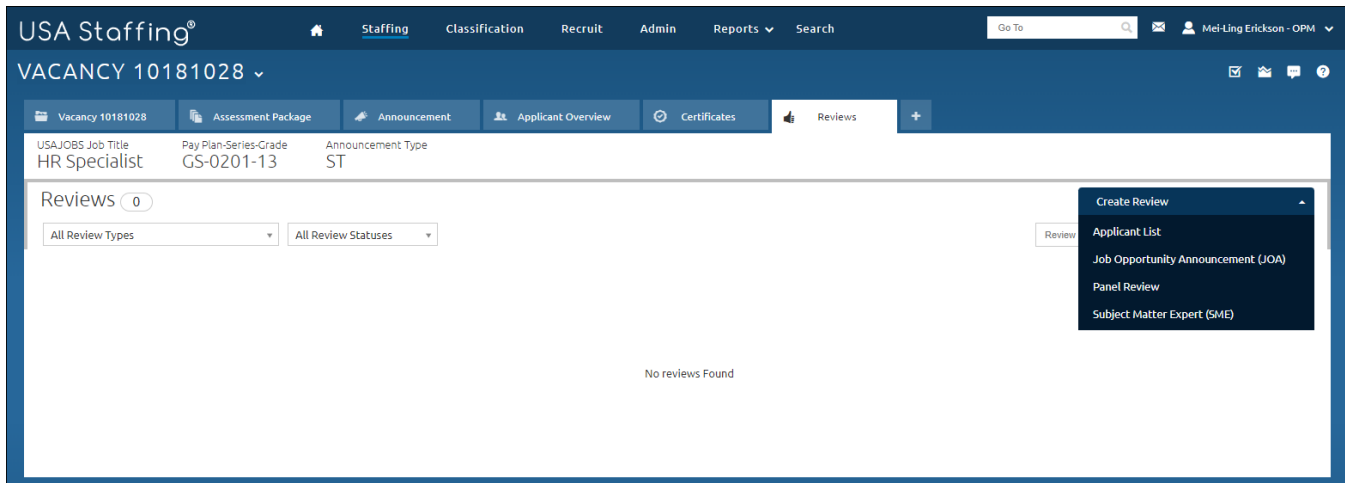 USA Staffing®
Staffing
Classification
Recruit
Admin
Reports
Search
Go To
Mei-Ling Erickson - OPM
VACANCY 10181028
Vacancy 10181028
Assessment Package
Announcement
Applicant Overview
Certificates
Reviews
+
USAJOBS Job Title
Pay Plan-Series-Grade
Announcement Type
HR Specialist
GS-0201-13
ST
Reviews 0
Create Review
All Review Types
All Review Statuses
Review
Applicant List
Job Opportunity Announcement (JOA)
Panel Review
Subject Matter Expert (SME)
No reviews Found